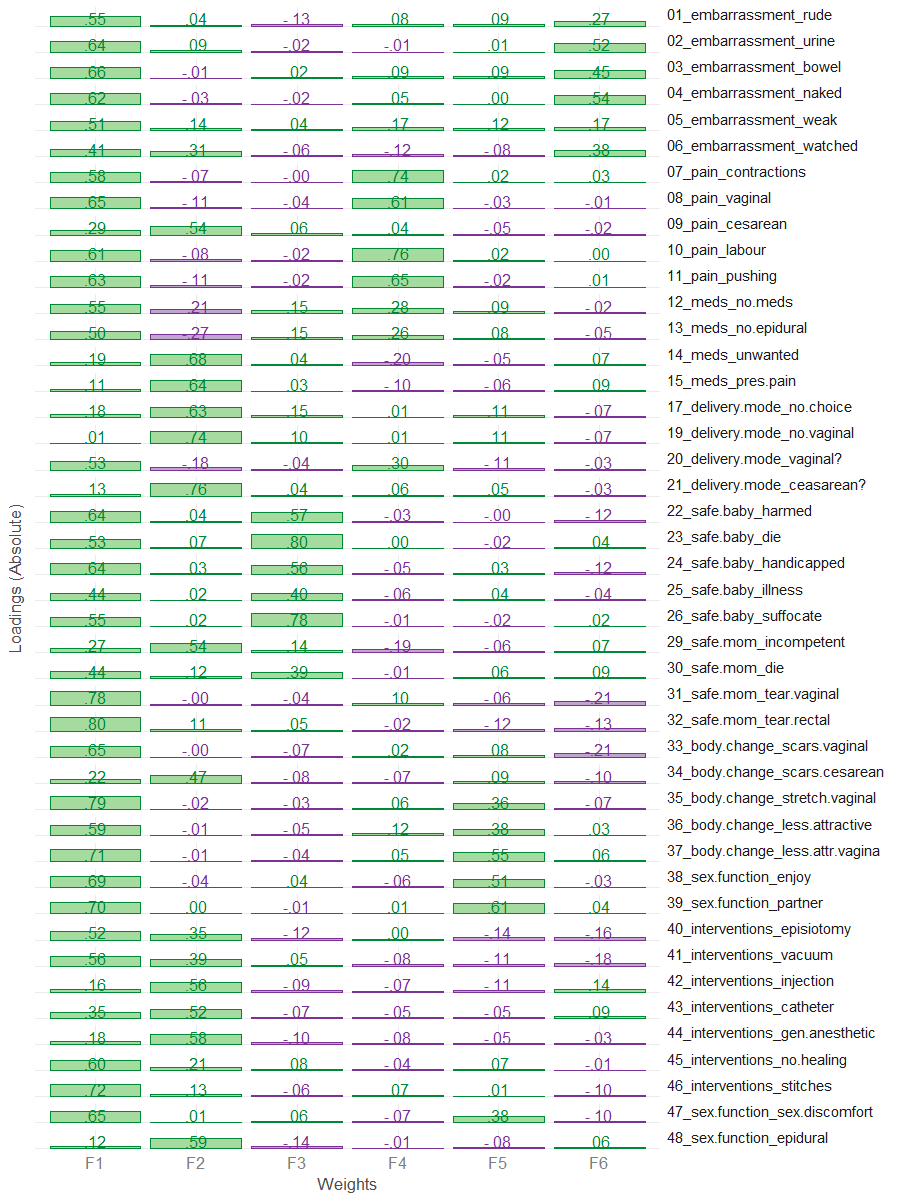 .55 .04 -.13 .08 .09 .27 01_embarrassment_rude
.64 .09 -.02 -.01 .01 .52 02_embarrassment_urine
.66 -.01 .02 .09 .09 .45 03_embarrassment_bowel
.62 -.03 -.02 .05 .00 .54 04_embarrassment_naked
.51 .14 .04 .17 .12 .17 05_embarrassment_weak
.41 .31 -.06 -.12 -.08 .38 06_embarrassment_watched
.58 -.07 -.00 .74 .02 .03 07_pain_contractions
.65 -.11 -.04 .61 -.03 -.01 08_pain_vaginal
.29 .54 .06 .04 -.05 -.02 09_pain_cesarean
.61 -.08 -.02 .76 .02 .00 10_pain_labour
.63 -.11 -.02 .65 -.02 .01 11_pain_pushing
.55 -.21 .15 .28 .09 -.02 12_meds_no.meds
.50 -.27 .15 .26 .08 -.05 13_meds_no.epidural
.19 .68 .04 -.20 -.05 .07 14_meds_unwanted
.11 .64 .03 -.10 -.06 .09 15_meds_pres.pain
.18 .63 .15 .01 .11 -.07 17_delivery.mode_no.choice
.01 .74 .10 .01 .11 -.07 19_delivery.mode_no.vaginal
.53 -.18 -.04 .30 -.11 -.03 20_delivery.mode_vaginal?
.13 .76 .04 .06 .05 -.03 21_delivery.mode_ceasarean?
.64 .04 .57 -.03 -.00 -.12 22_safe.baby_harmed
.53 .07 .80 .00 -.02 .04 23_safe.baby_die
.64 .03 .56 -.05 .03 -.12 24_safe.baby_handicapped
.44 .02 .40 -.06 .04 -.04 25_safe.baby_illness
.55 .02 .78 -.01 -.02 .02 26_safe.baby_suffocate
.27 .54 .14 -.19 -.06 .07 29_safe.mom_incompetent
.44 .12 .39 -.01 .06 .09 30_safe.mom_die
.78 -.00 -.04 .10 -.06 -.21 31_safe.mom_tear.vaginal
.80 .11 .05 -.02 -.12 -.13 32_safe.mom_tear.rectal
.65 -.00 -.07 .02 .08 -.21 33_body.change_scars.vaginal
.22 .47 -.08 -.07 .09 -.10 34_body.change_scars.cesarean
.79 -.02 -.03 .06 .36 -.07 35_body.change_stretch.vaginal
.59 -.01 -.05 .12 .38 .03 36_body.change_less.attractive
.71 -.01 -.04 .05 .55 .06 37_body.change_less.attr.vagina
.69 -.04 .04 -.06 .51 -.03 38_sex.function_enjoy
.70 .00 -.01 .01 .61 .04 39_sex.function_partner
.52 .35 -.12 .00 -.14 -.16 40_interventions_episiotomy
.56 .39 .05 -.08 -.11 -.18 41_interventions_vacuum
.16 .56 -.09 -.07 -.11 .14 42_interventions_injection
.35 .52 -.07 -.05 -.05 .09 43_interventions_catheter
.18 .58 -.10 -.08 -.05 -.03 44_interventions_gen.anesthetic
.60 .21 .08 -.04 .07 -.01 45_interventions_no.healing
.72 .13 -.06 .07 .01 -.10 46_interventions_stitches
.65 .01 .06 -.07 .38 -.10 47_sex.function_sex.discomfort
.12 .59 -.14 -.01 -.08 .06 48_sex.function_epidural
Loadings (Absolute)
F1 F2 F3 F4 F5 F6
Weights